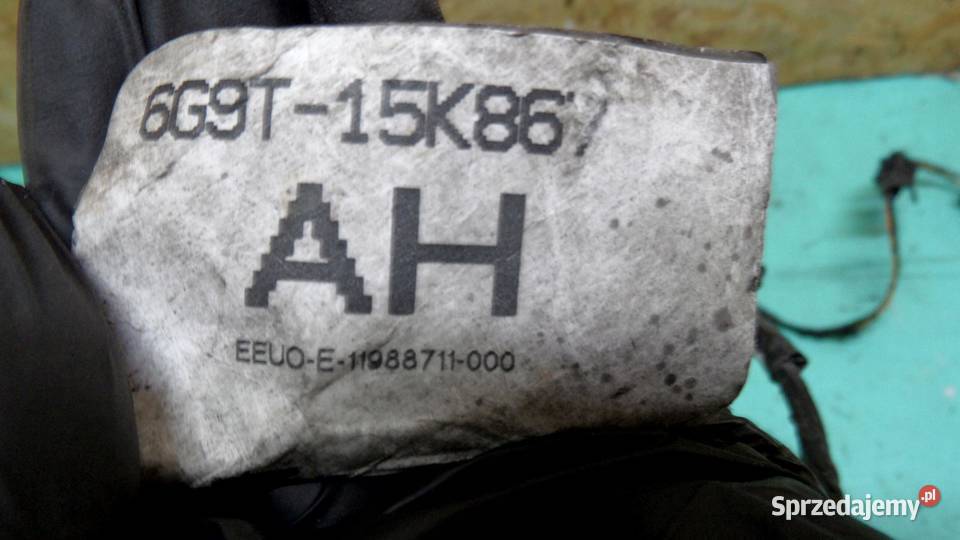 6G9T-15K867
AH
EEUO-E-11988711-000
Sprzedajemy.pl